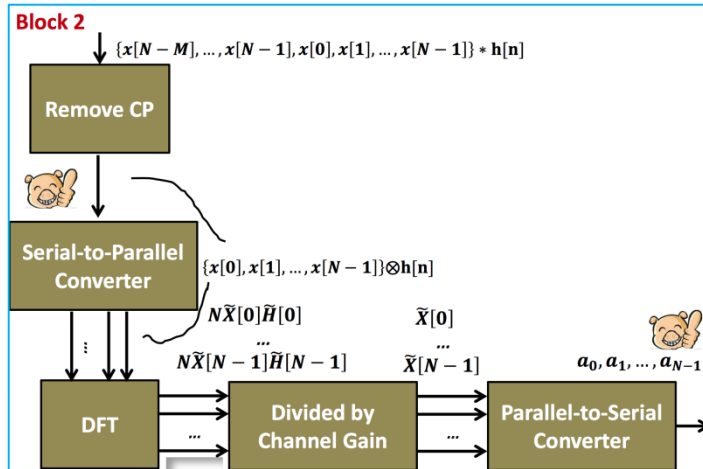 Block 2
{x[N − M], …, x[N − 1], x[0], x[1], …, x[N − 1]} ∗ h[n]
Remove CP
Serial-to-Parallel
Converter
{x[0], x[1], …, x[N − 1]}⊗h[n]
...
NX̃[0]H̃[0]
...
NX̃[N − 1]H̃[N − 1]
X̃[0]
...
X̃[N − 1]
a₀, a₁, …, a_{N−1}
DFT
...
Divided by
Channel Gain
...
Parallel-to-Serial
Converter